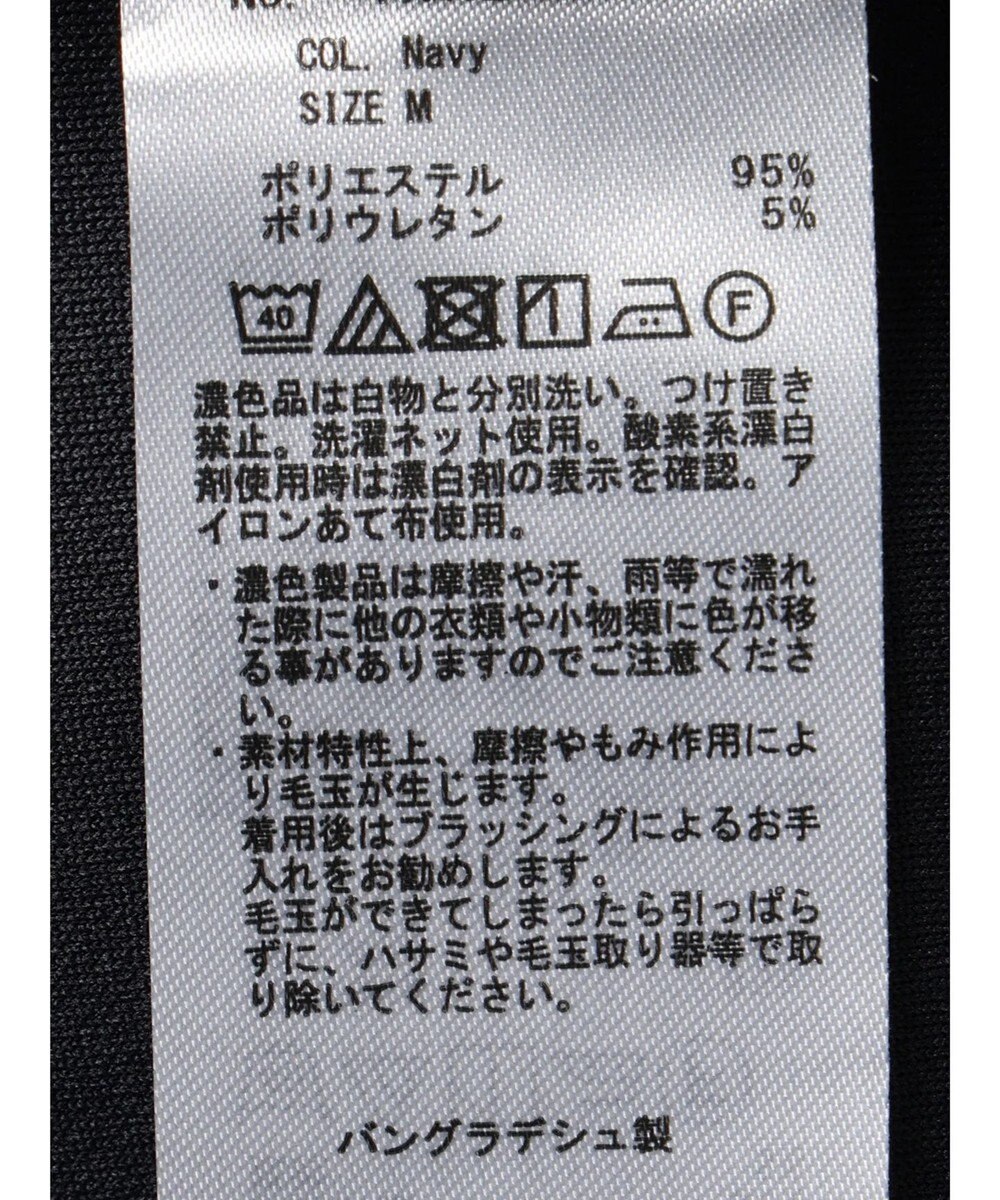 COL. Navy
SIZE M
ポリエステル 95%
ポリウレタン 5%
40 F
濃色品は白物と分別洗い。つけ置き
禁止。洗濯ネット使用。酸素系漂白
剤使用時は漂白剤の表示を確認。ア
イロンあて布使用。
・濃色製品は摩擦や汗、雨等で濡れ
た際に他の衣類や小物類に色が移
る事がありますのでご注意くださ
い。
・素材特性上、摩擦やもみ作用によ
り毛玉が生じます。
着用後はブラッシングによるお手
入れをお勧めします。
毛玉ができてしまったら引っぱら
ずに、ハサミや毛玉取り器等で取
り除いてください。
バングラデシュ製